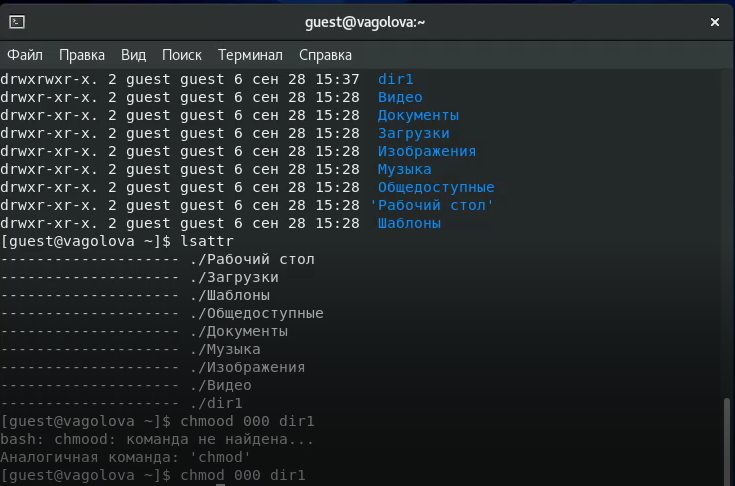 guest@vagolova:~
Файл Правка Вид Поиск Терминал Справка
drwxrwxr-x. 2 guest guest 6 сен 28 15:37 dir1
drwxr-xr-x. 2 guest guest 6 сен 28 15:28 Видео
drwxr-xr-x. 2 guest guest 6 сен 28 15:28 Документы
drwxr-xr-x. 2 guest guest 6 сен 28 15:28 Загрузки
drwxr-xr-x. 2 guest guest 6 сен 28 15:28 Изображения
drwxr-xr-x. 2 guest guest 6 сен 28 15:28 Музыка
drwxr-xr-x. 2 guest guest 6 сен 28 15:28 Общедоступные
drwxr-xr-x. 2 guest guest 6 сен 28 15:28 'Рабочий стол'
drwxr-xr-x. 2 guest guest 6 сен 28 15:28 Шаблоны
[guest@vagolova ~]$ lsattr
-------------------- ./Рабочий стол
-------------------- ./Загрузки
-------------------- ./Шаблоны
-------------------- ./Общедоступные
-------------------- ./Документы
-------------------- ./Музыка
-------------------- ./Изображения
-------------------- ./Видео
-------------------- ./dir1
[guest@vagolova ~]$ chmood 000 dir1
bash: chmood: команда не найдена...
Аналогичная команда: 'chmod'
[guest@vagolova ~]$ chmod 000 dir1